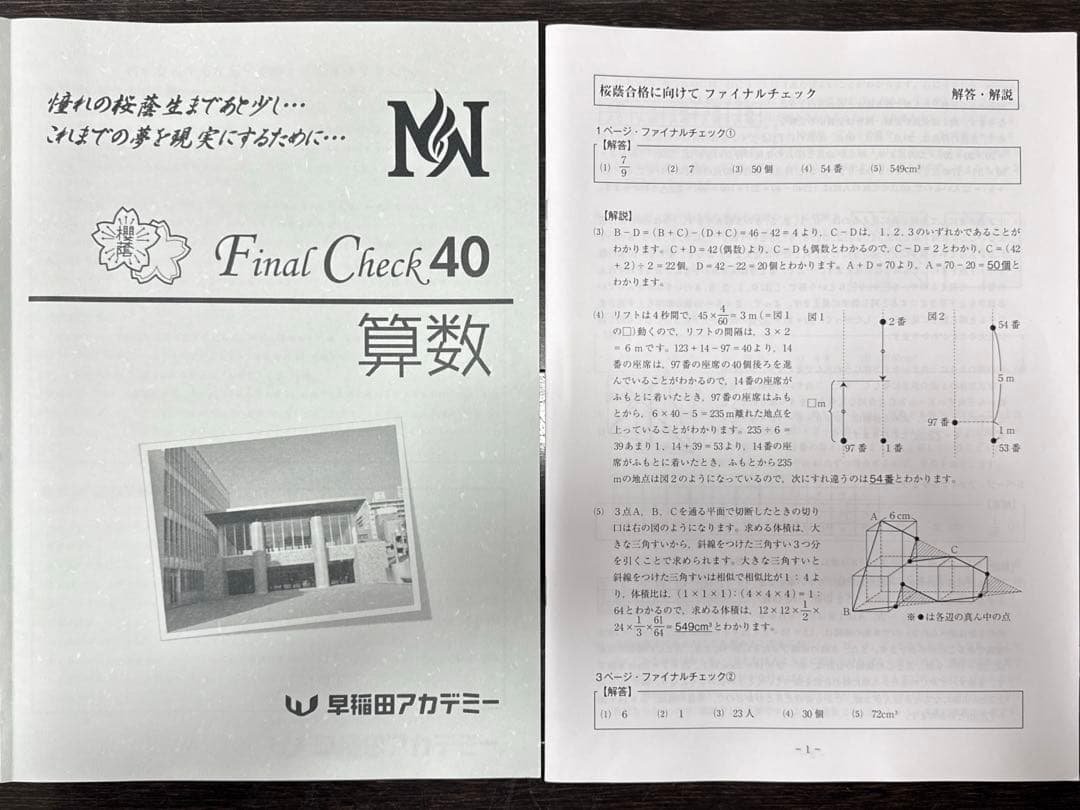 憧れの桜蔭生まであと少し…
これまでの夢を現実にするために…
NN
櫻蔭
Final Check 40
算数
早稲田アカデミー
桜蔭合格に向けて ファイナルチェック 解答・解説
1ページ・ファイナルチェック①
【解答】
(1) 7/9 (2) 7 (3) 50個 (4) 54番 (5) 549cm³
【解説】
(3) B－D＝(B＋C)－(D＋C)＝46－42＝4より、C－Dは、1、2、3のいずれかであることが
わかります。C＋D＝42(偶数)より、C－Dも偶数とわかるので、C－D＝2とわかり、C＝(42
＋2)÷2＝22個、D＝42－22＝20個とわかります。A＋D＝70より、A＝70－20＝50個と
わかります。
(4) リフトは4秒間で、45×4/60＝3m(＝図1
の□)動くので、リフトの間隔は、3×2
＝6mです。123＋14－97＝40より、14
番の座席は、97番の座席の40個後ろを進
んでいることがわかるので、14番の座席が
ふもとに着いたとき、97番の座席はふも
とから、6×40－5＝235m離れた地点を
上っていることがわかります。235÷6＝
39あまり1、14＋39＝53より、14番の座
席がふもとに着いたとき、ふもとから235
mの地点は図2のようになっているので、次にすれ違うのは54番とわかります。
図1
2番
□m
97番
1番
図2
54番
5m
97番
1m
53番
(5) 3点A、B、Cを通る平面で切断したときの切り
口は右の図のようになります。求める体積は、大
きな三角すいから、斜線をつけた三角すい3つ分
を引くことで求められます。大きな三角すいと
斜線をつけた三角すいは相似で相似比が1：4よ
り、体積比は、(1×1×1)：(4×4×4)＝1：
64とわかるので、求める体積は、12×12×1/2×
24×1/3×61/64＝549cm³とわかります。
A
6cm
C
B
※●は各辺の真ん中の点
3ページ・ファイナルチェック②
【解答】
(1) 6 (2) 1 (3) 23人 (4) 30個 (5) 72cm³
－1－